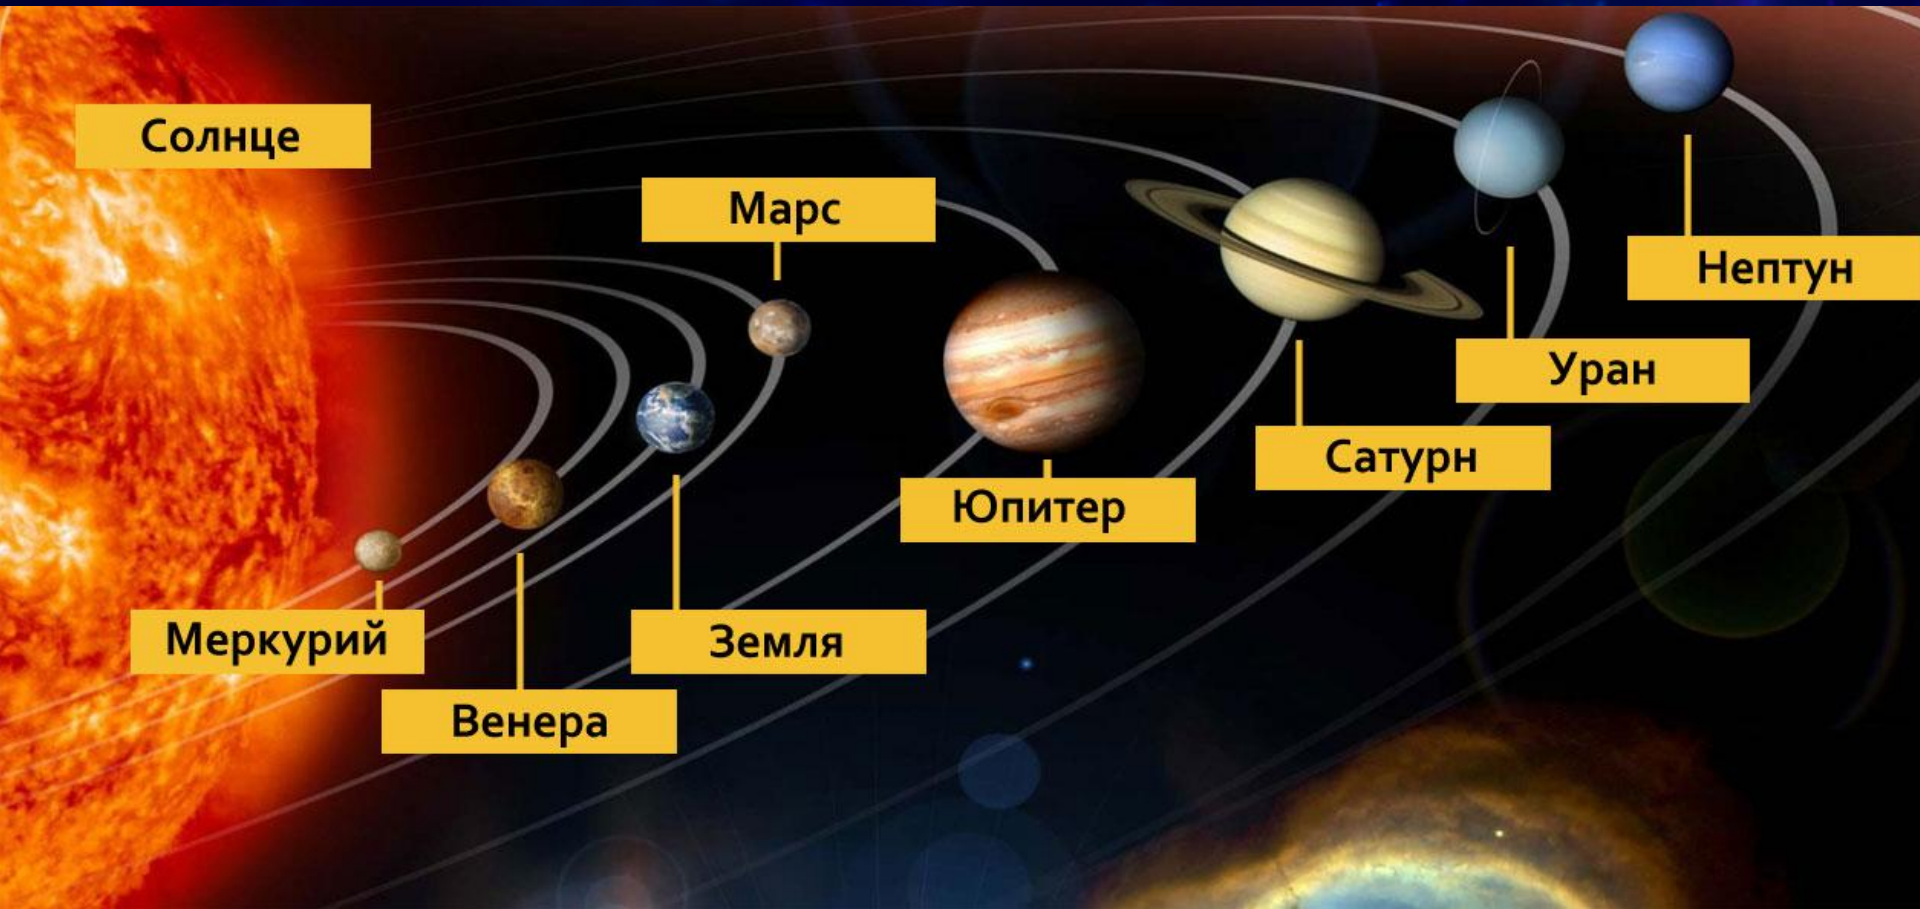 Солнце
Марс
Нептун
Уран
Сатурн
Юпитер
Меркурий
Земля
Венера